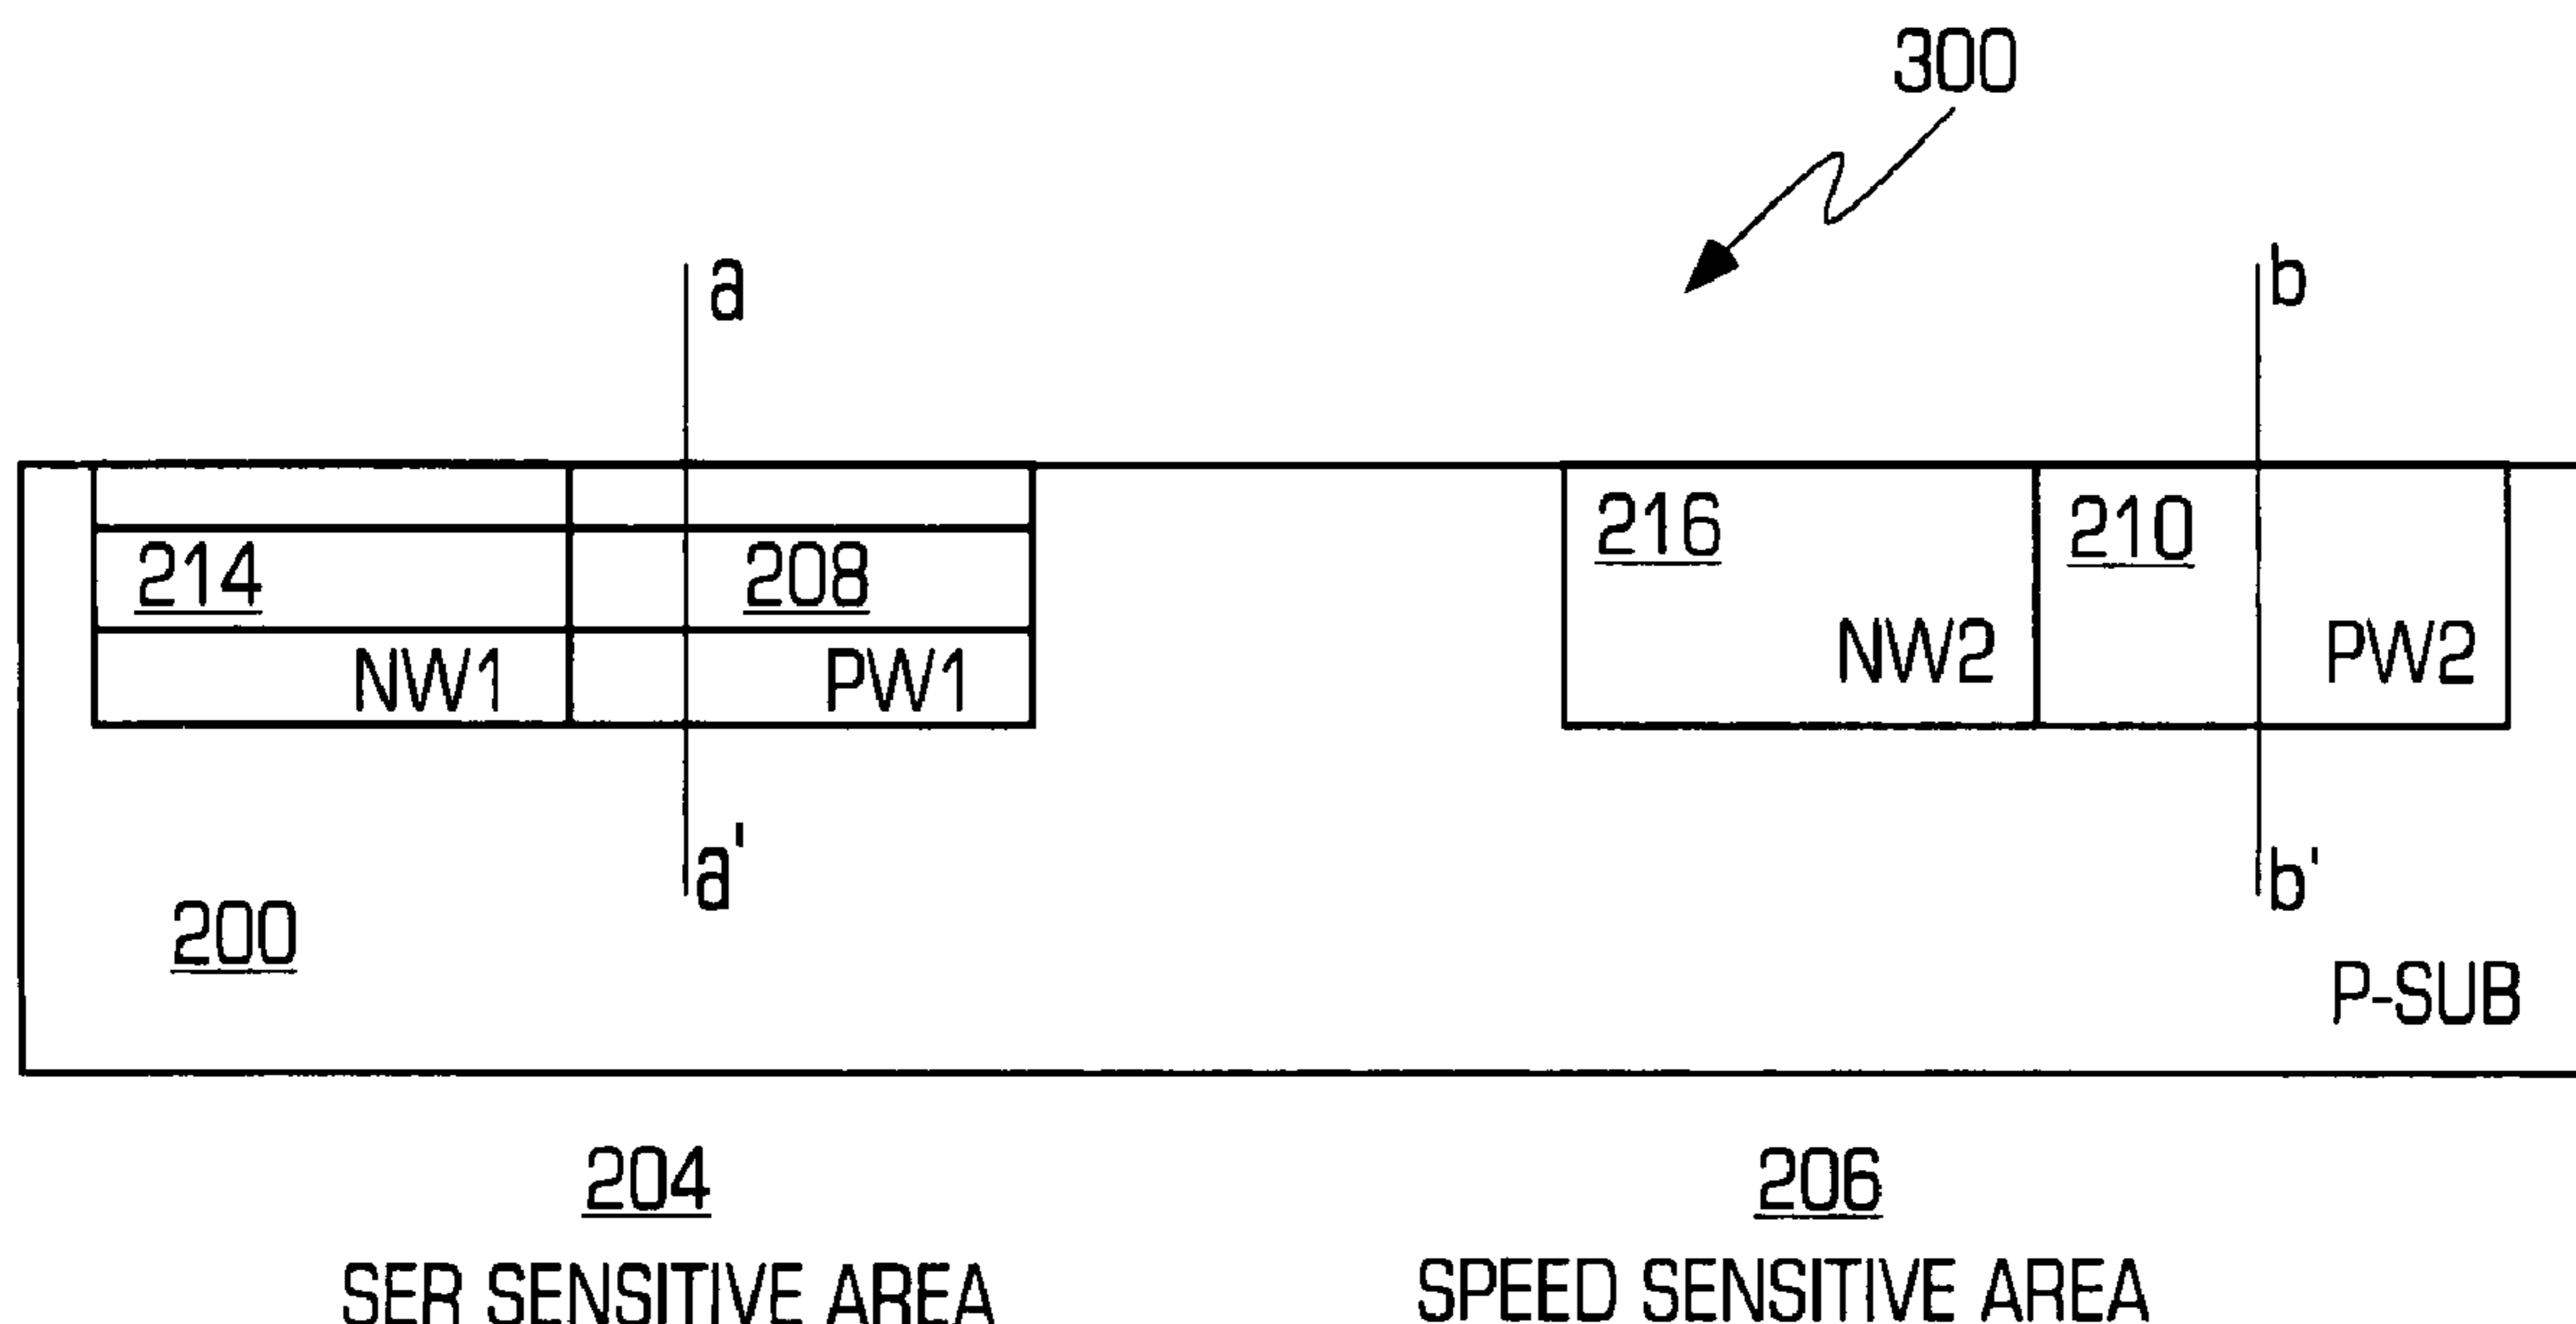 300
a
b
214
208
216
210
NW1
PW1
NW2
PW2
a'
b'
200
P-SUB
204
206
SER SENSITIVE AREA
SPEED SENSITIVE AREA